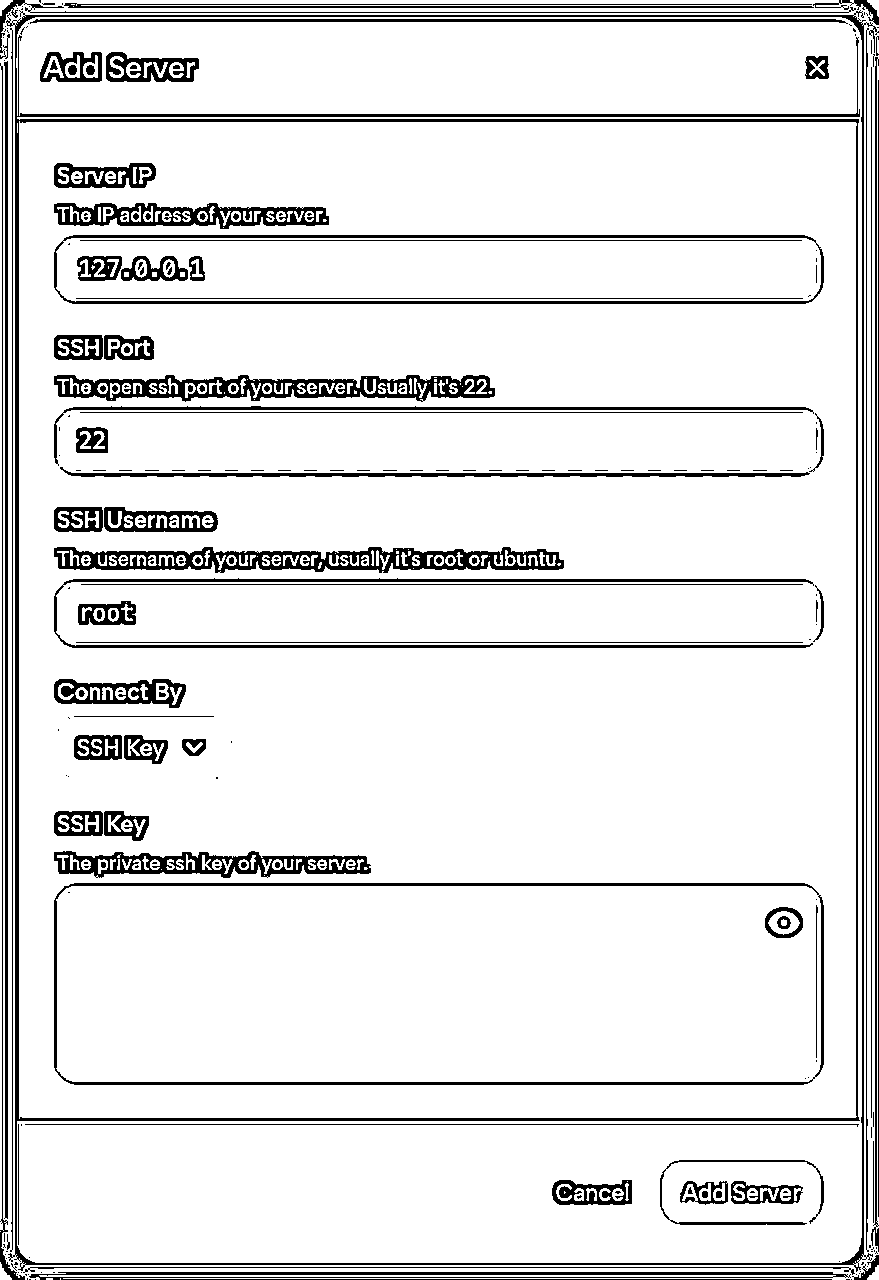 Add Server
Server IP
The IP address of your server.
127.0.0.1
SSH Port
The open ssh port of your server. Usually it's 22.
22
SSH Username
The username of your server, usually it's root or ubuntu.
root
Connect By
SSH Key
SSH Key
The private ssh key of your server.
Cancel
Add Server